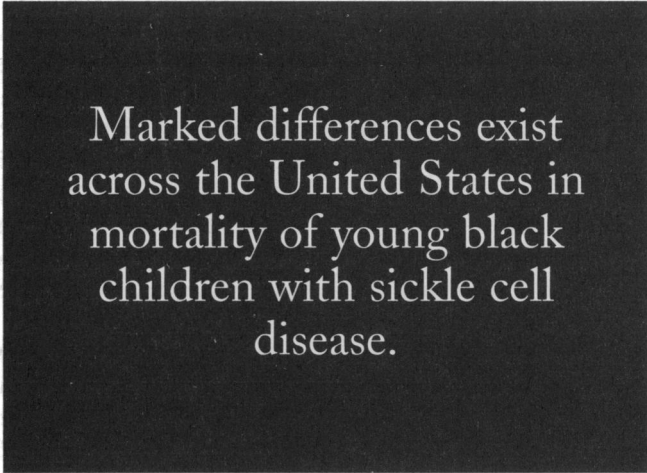 Marked differences exist
across the United States in
mortality of young black
children with sickle cell
disease.